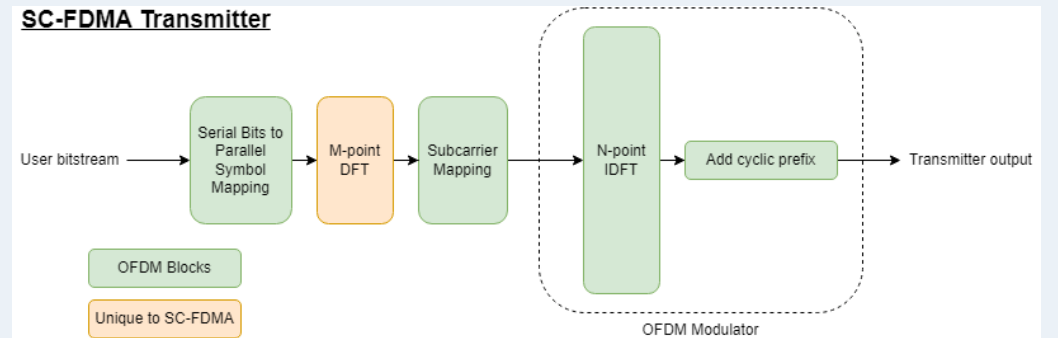 SC-FDMA Transmitter
User bitstream
Serial Bits to
Parallel
Symbol
Mapping
M-point
DFT
Subcarrier
Mapping
N-point
IDFT
Add cyclic prefix
Transmitter output
OFDM Blocks
Unique to SC-FDMA
OFDM Modulator